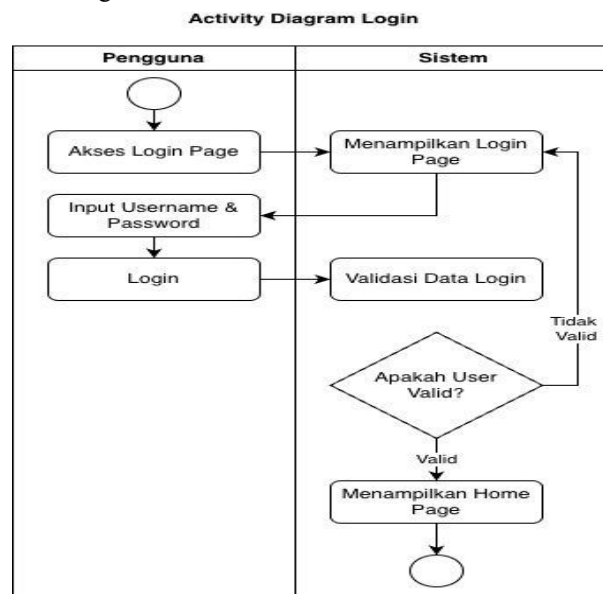 Activity Diagram Login
Pengguna
Sistem
Akses Login Page
Menampilkan Login
Page
Input Username &
Password
Login
Validasi Data Login
Tidak
Valid
Apakah User
Valid?
Valid
Menampilkan Home
Page